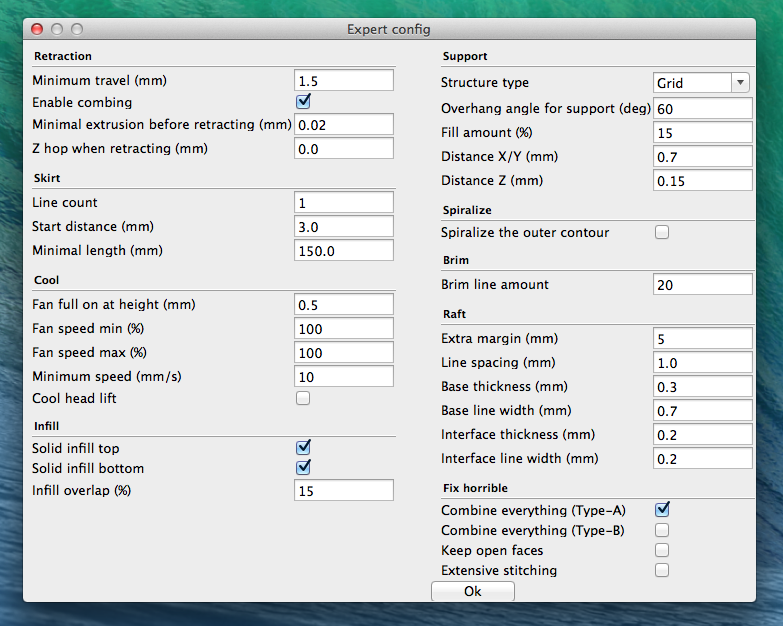 Expert config
Retraction
Minimum travel (mm) 1.5
Enable combing
Minimal extrusion before retracting (mm) 0.02
Z hop when retracting (mm) 0.0
Skirt
Line count 1
Start distance (mm) 3.0
Minimal length (mm) 150.0
Cool
Fan full on at height (mm) 0.5
Fan speed min (%) 100
Fan speed max (%) 100
Minimum speed (mm/s) 10
Cool head lift
Infill
Solid infill top
Solid infill bottom
Infill overlap (%) 15
Support
Structure type Grid
Overhang angle for support (deg) 60
Fill amount (%) 15
Distance X/Y (mm) 0.7
Distance Z (mm) 0.15
Spiralize
Spiralize the outer contour
Brim
Brim line amount 20
Raft
Extra margin (mm) 5
Line spacing (mm) 1.0
Base thickness (mm) 0.3
Base line width (mm) 0.7
Interface thickness (mm) 0.2
Interface line width (mm) 0.2
Fix horrible
Combine everything (Type-A)
Combine everything (Type-B)
Keep open faces
Extensive stitching
Ok